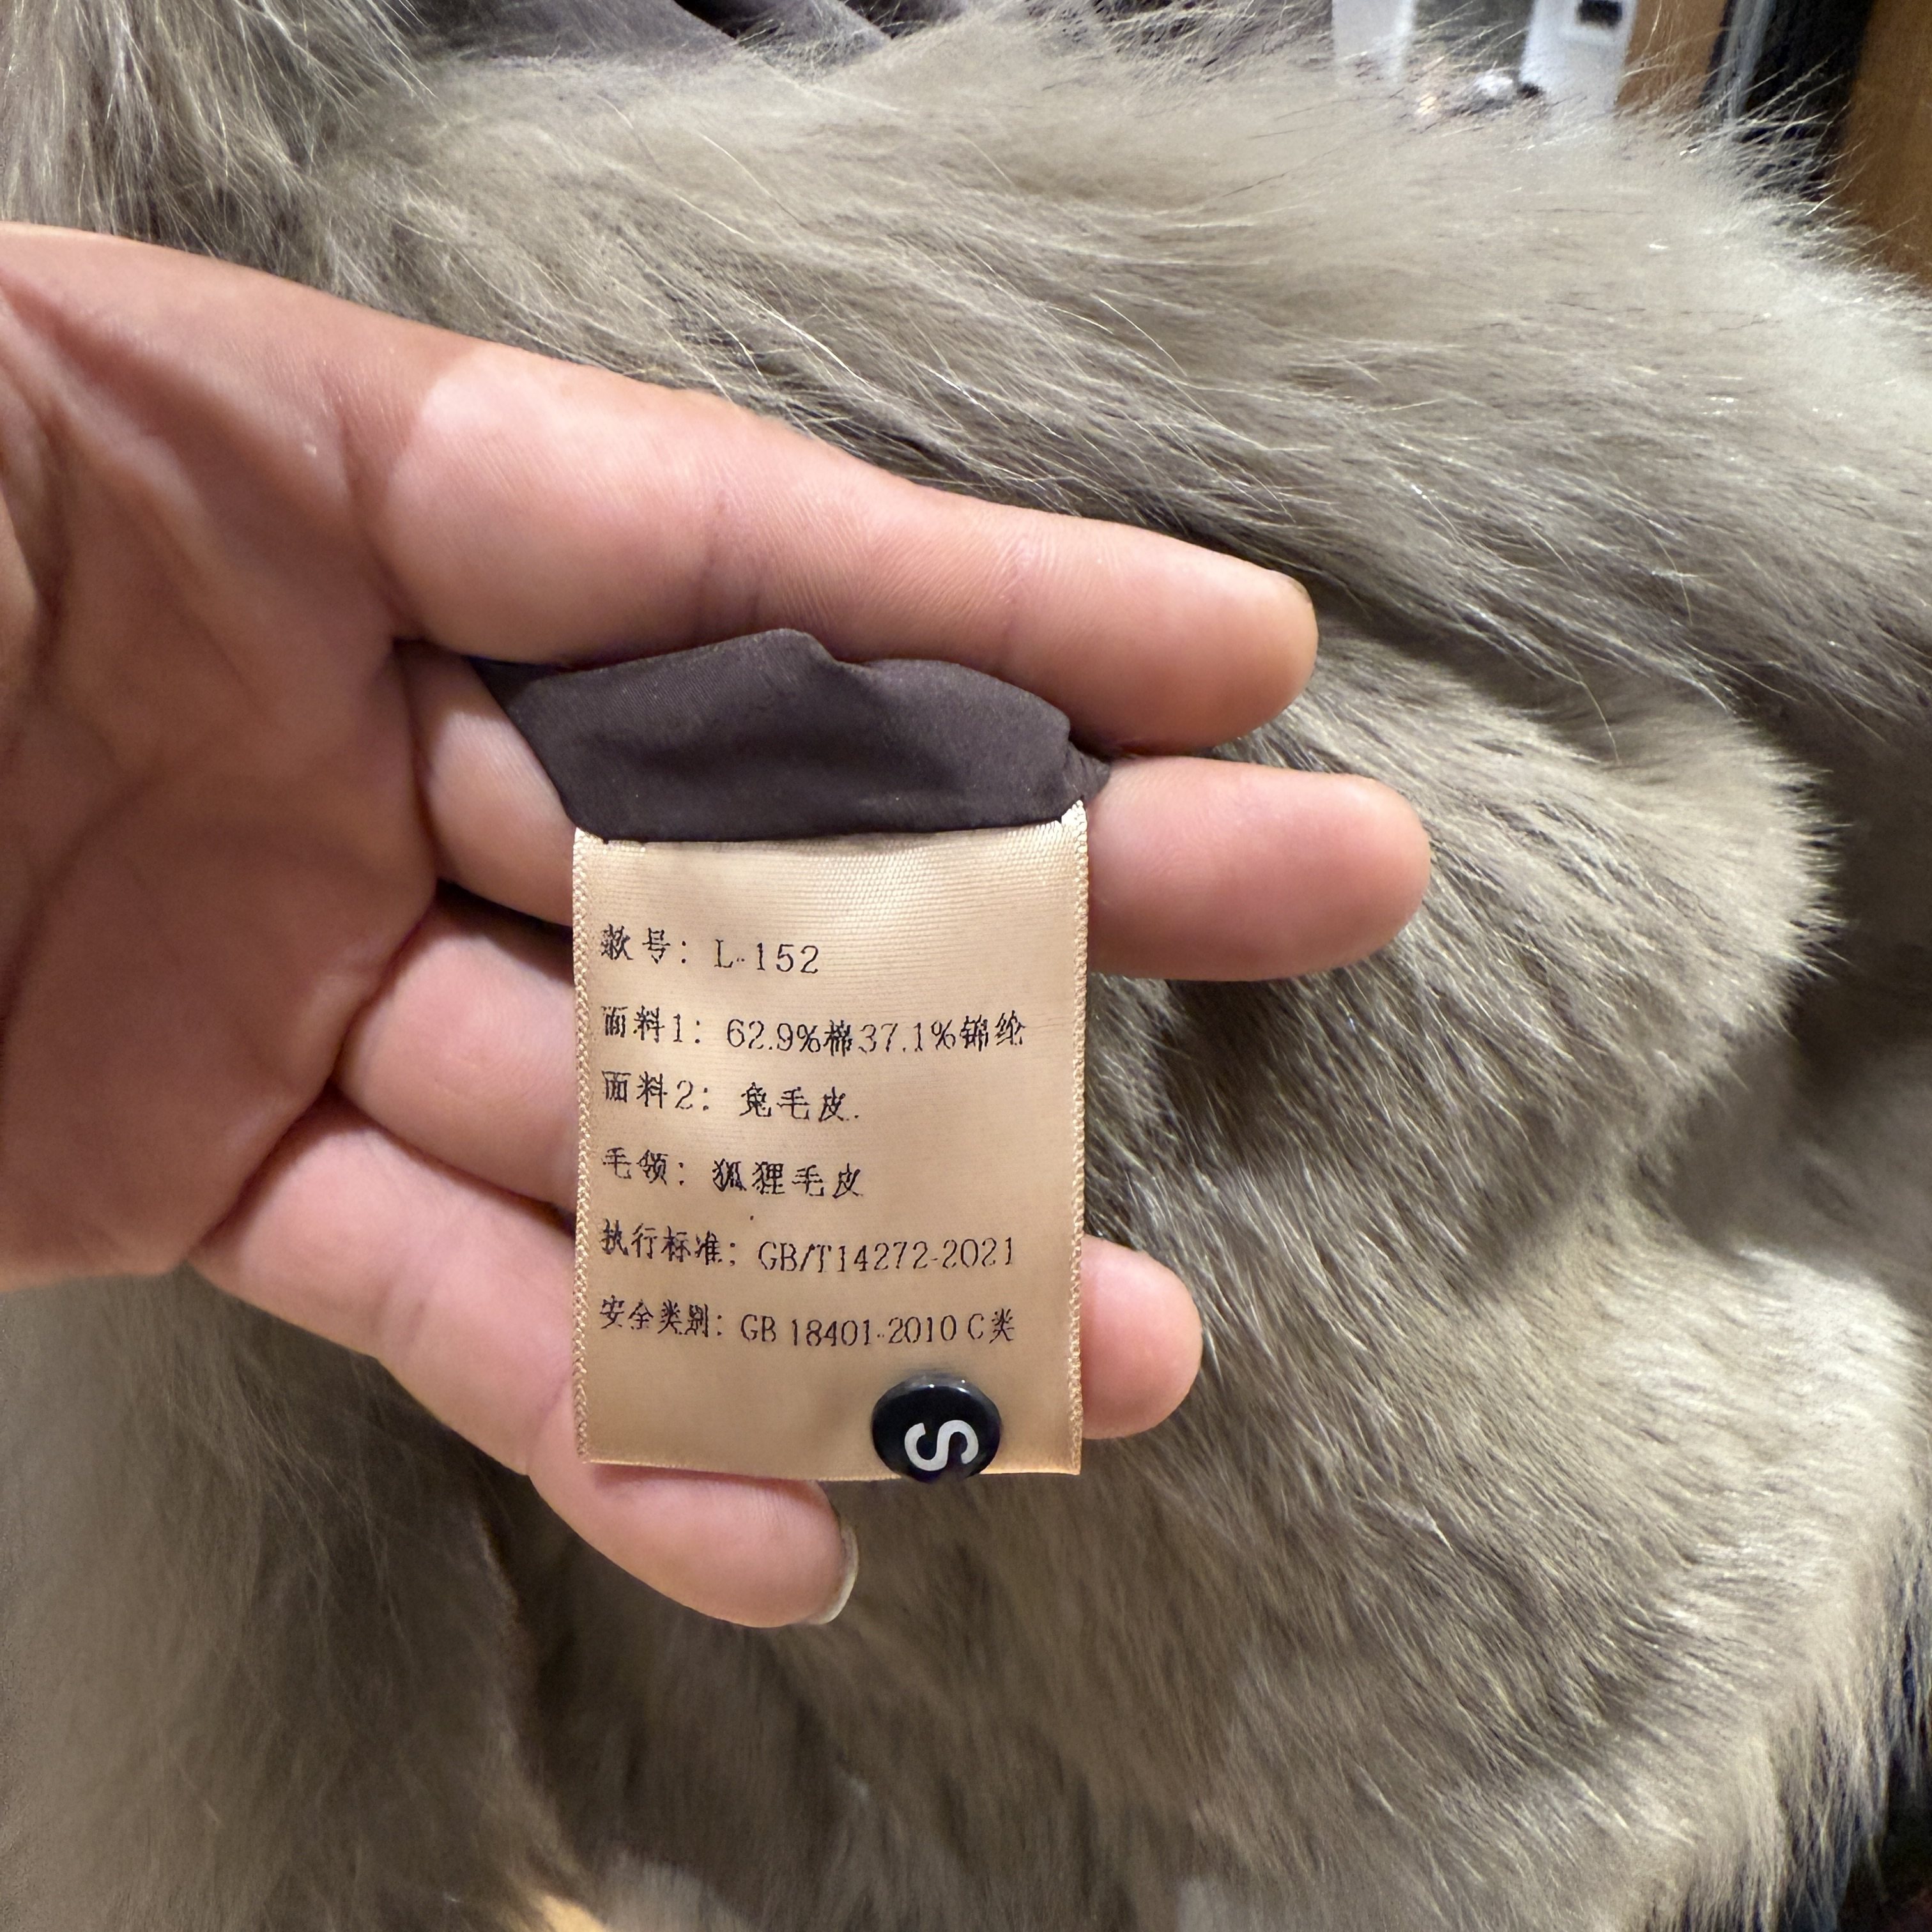 款号: L-152
面料1: 62.9%棉37.1%锦纶
面料2: 兔毛皮.
毛领: 狐狸毛皮
执行标准: GB/T14272-2021
安全类别: GB 18401-2010 C类
S